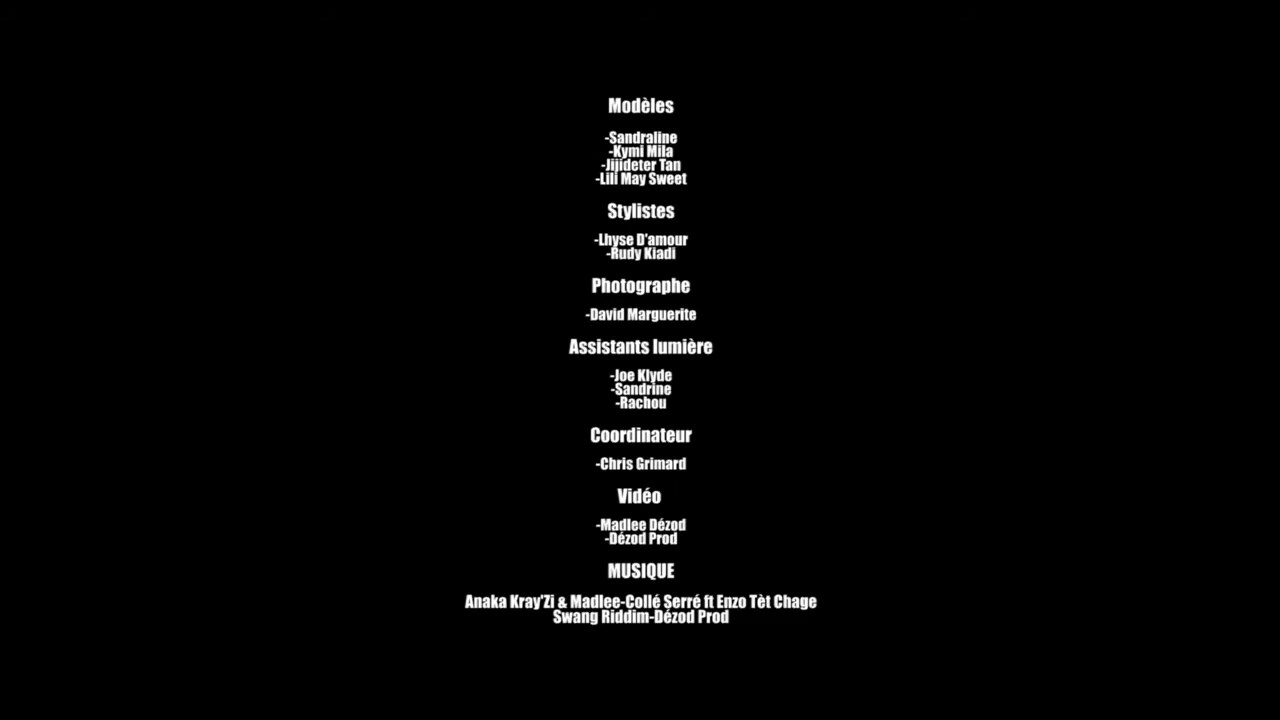 Modèles
-Sandraline
-Kymi Mila
-Jijideter Tan
-Lili May Sweet
Stylistes
-Lhyse D'amour
-Rudy Kiadi
Photographe
-David Marguerite
Assistants lumière
-Joe Klyde
-Sandrine
-Rachou
Coordinateur
-Chris Grimard
Vidéo
-Madlee Dézod
-Dézod Prod
MUSIQUE
Anaka Kray'Zi & Madlee-Collé Serré ft Enzo Tèt Chage
Swang Riddim-Dézod Prod